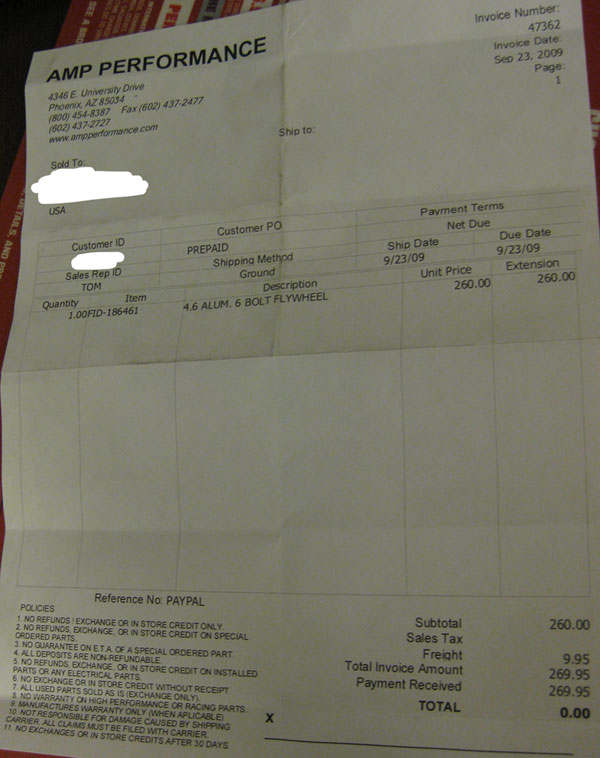 AMP PERFORMANCE
4346 E. University Drive
Phoenix, AZ 85034
(800) 454-8387 Fax (602) 437-2477
(602) 437-2727
www.ampperformance.com
Invoice Number:
47362
Invoice Date:
Sep 23, 2009
Page:
1
Sold To:
USA
Ship to:
Customer ID
Customer PO
Payment Terms
PREPAID
Net Due
Sales Rep ID
Shipping Method
Ship Date
Due Date
TOM
Ground
9/23/09
9/23/09
Quantity
Item
Description
Unit Price
Extension
1.00
FID-186461
4.6 ALUM. 6 BOLT FLYWHEEL
260.00
260.00
Reference No: PAYPAL
POLICIES
1. NO REFUNDS ! EXCHANGE OR IN STORE CREDIT ONLY.
2. NO REFUNDS, EXCHANGE, OR IN STORE CREDIT ON SPECIAL
ORDERED PARTS.
3. NO GUARANTEE ON E.T.A. OF A SPECIAL ORDERED PART.
4. ALL DEPOSITS ARE NON-REFUNDABLE.
5. NO REFUNDS, EXCHANGE, OR IN STORE CREDIT ON INSTALLED
PARTS OR ANY ELECTRICAL PARTS.
6. NO EXCHANGE OR IN STORE CREDIT WITHOUT RECEIPT
7. ALL USED PARTS SOLD AS IS (EXCHANGE ONLY).
8. NO WARRANTY ON HIGH PERFORMANCE OR RACING PARTS.
9. MANUFACTURES WARRANTY ONLY (WHEN APLICABLE)
10. NOT RESPONSIBLE FOR DAMAGE CAUSED BY SHIPPING
CARRIER. ALL CLAIMS MUST BE FILED WITH CARRIER.
11. NO EXCHANGES OR IN STORE CREDITS AFTER 30 DAYS
Subtotal 260.00
Sales Tax
Freight 9.95
Total Invoice Amount 269.95
Payment Received 269.95
TOTAL 0.00
X